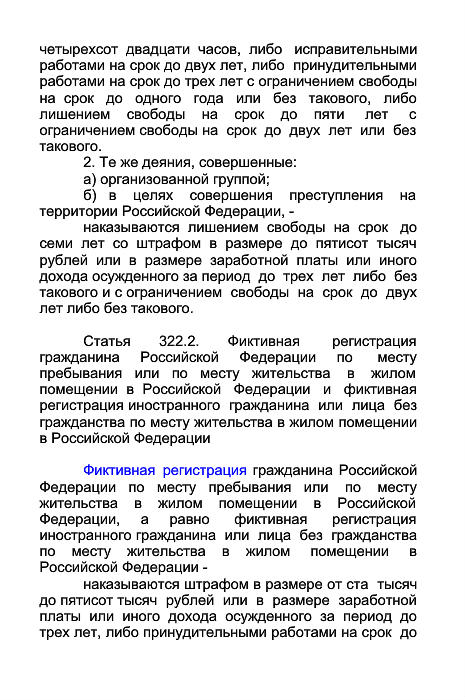 четырехсот двадцати часов, либо исправительными
работами на срок до двух лет, либо принудительными
работами на срок до трех лет с ограничением свободы
на срок до одного года или без такового, либо
лишением свободы на срок до пяти лет с
ограничением свободы на срок до двух лет или без
такового.
2. Те же деяния, совершенные:
а) организованной группой;
б) в целях совершения преступления на
территории Российской Федерации, -
наказываются лишением свободы на срок до
семи лет со штрафом в размере до пятисот тысяч
рублей или в размере заработной платы или иного
дохода осужденного за период до трех лет либо без
такового и с ограничением свободы на срок до двух
лет либо без такового.
Статья 322.2. Фиктивная регистрация
гражданина Российской Федерации по месту
пребывания или по месту жительства в жилом
помещении в Российской Федерации и фиктивная
регистрация иностранного гражданина или лица без
гражданства по месту жительства в жилом помещении
в Российской Федерации
Фиктивная регистрация гражданина Российской
Федерации по месту пребывания или по месту
жительства в жилом помещении в Российской
Федерации, а равно фиктивная регистрация
иностранного гражданина или лица без гражданства
по месту жительства в жилом помещении в
Российской Федерации -
наказываются штрафом в размере от ста тысяч
до пятисот тысяч рублей или в размере заработной
платы или иного дохода осужденного за период до
трех лет, либо принудительными работами на срок до